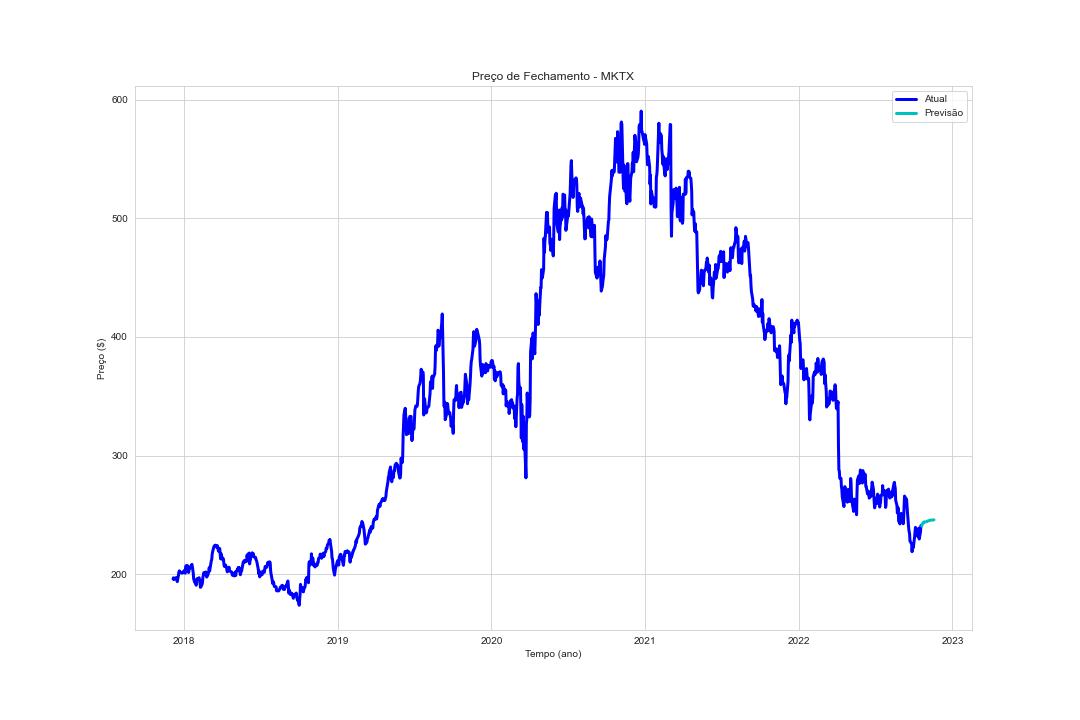 Preço de Fechamento - MKTX
Atual
Previsão
600
500
400
300
200
Preço ($)
2018 2019 2020 2021 2022 2023
Tempo (ano)